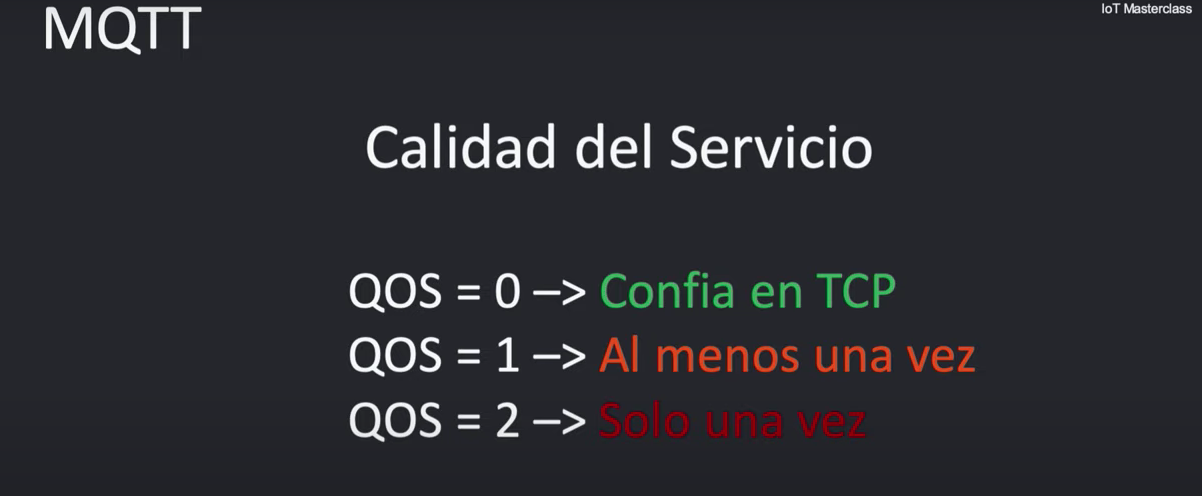 MQTT
IoT Masterclass
Calidad del Servicio
QOS = 0 –> Confia en TCP
QOS = 1 –> Al menos una vez
QOS = 2 –> Solo una vez